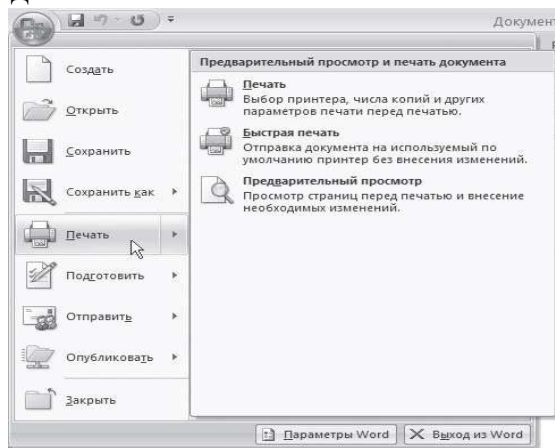 Документ
Создать
Открыть
Сохранить
Сохранить как
Печать
Подготовить
Отправить
Опубликовать
Закрыть
Предварительный просмотр и печать документа
Печать
Выбор принтера, числа копий и других
параметров печати перед печатью.
Быстрая печать
Отправка документа на используемый по
умолчанию принтер без внесения изменений.
Предварительный просмотр
Просмотр страниц перед печатью и внесение
необходимых изменений.
Параметры Word
Выход из Word